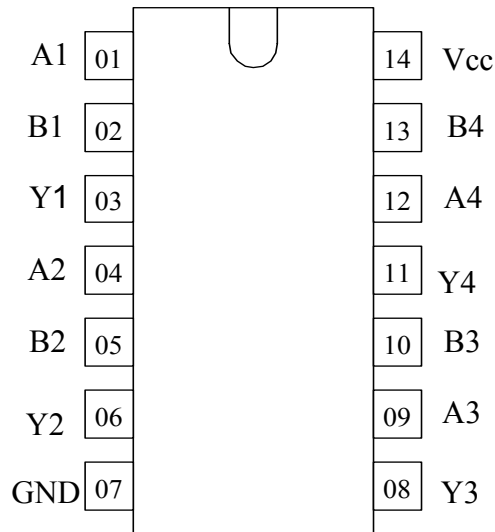 A1 01 14 Vcc
B1 02 13 B4
Y1 03 12 A4
A2 04 11 Y4
B2 05 10 B3
Y2 06 09 A3
GND 07 08 Y3